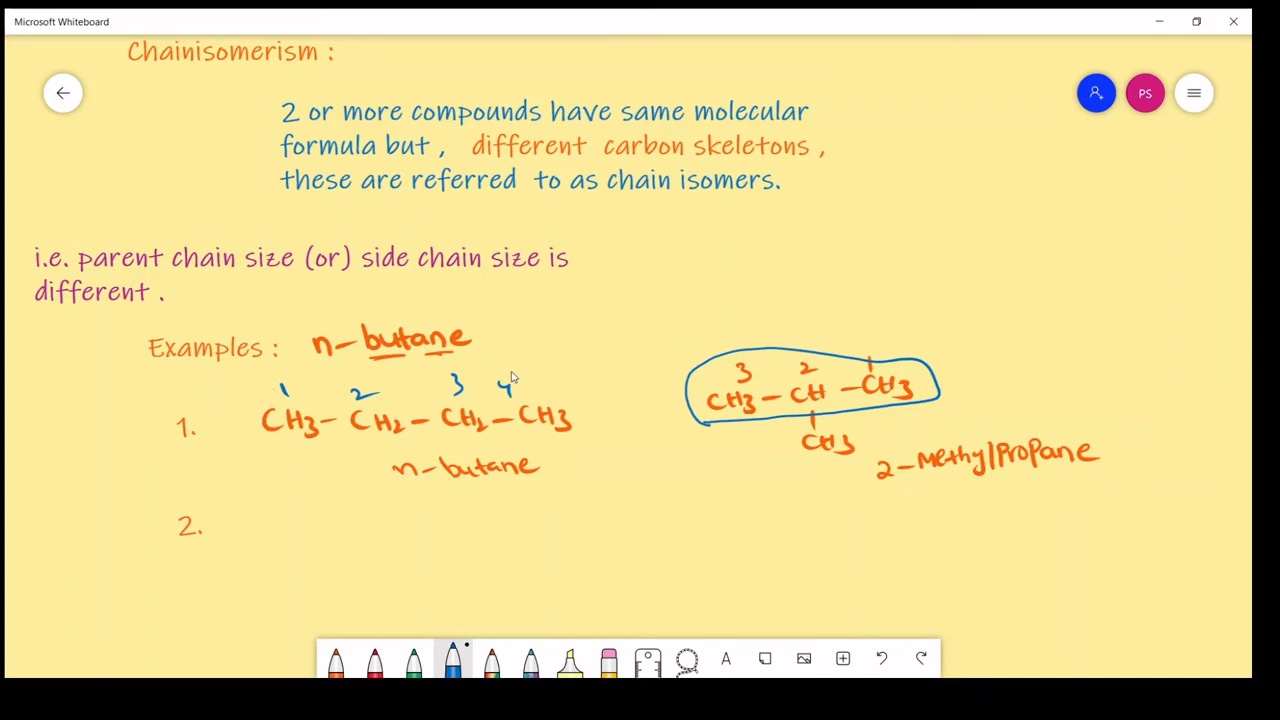 Microsoft Whiteboard
Chainisomerism :
PS
2 or more compounds have same molecular
formula but , different carbon skeletons ,
these are referred to as chain isomers.
i.e. parent chain size (or) side chain size is
different .
Examples : n-butane
1 2 3 4
3 2 1
1. CH3-CH2-CH2-CH3
CH3-CH-CH3
CH3
n-butane
2-MethylPropane
2.
A